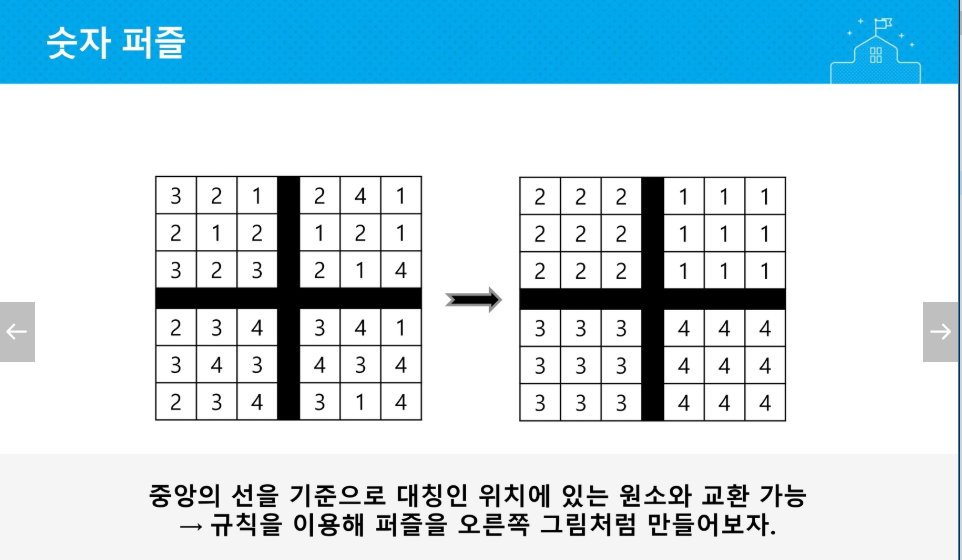 숫자 퍼즐
3 2 1 2 4 1 2 2 2 1 1 1
2 1 2 1 2 1 2 2 2 1 1 1
3 2 3 2 1 4 2 2 2 1 1 1
2 3 4 3 4 1 3 3 3 4 4 4
3 4 3 4 3 4 3 3 3 4 4 4
2 3 4 3 1 4 3 3 3 4 4 4
중앙의 선을 기준으로 대칭인 위치에 있는 원소와 교환 가능
→ 규칙을 이용해 퍼즐을 오른쪽 그림처럼 만들어보자.